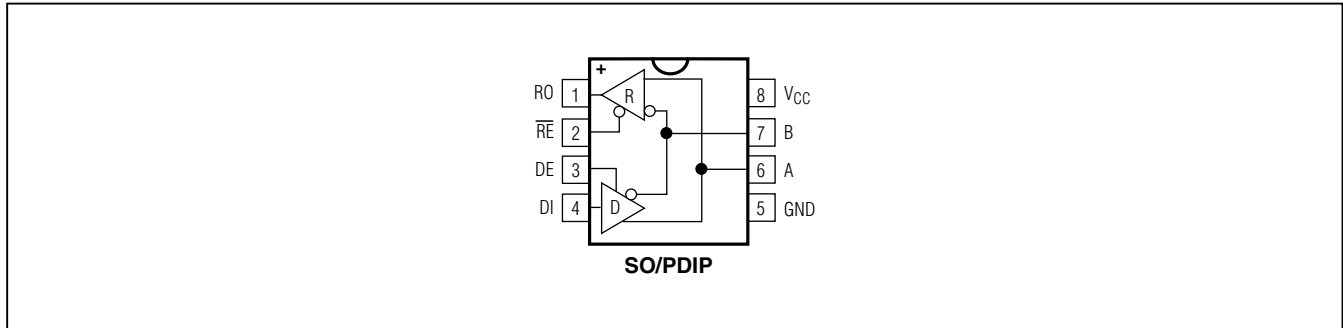 +
RO 1 R 8 VCC
RE 2 7 B
DE 3 6 A
DI 4 D 5 GND
SO/PDIP